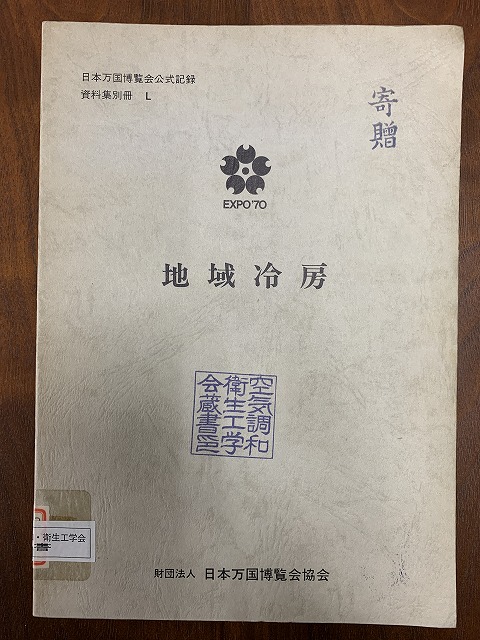 日本万国博覧会公式記録
資料集別冊 L
寄贈
EXPO'70
地域冷房
空気調和
衛生工学
会蔵書印
・衛生工学会
書
財団法人 日本万国博覧会協会